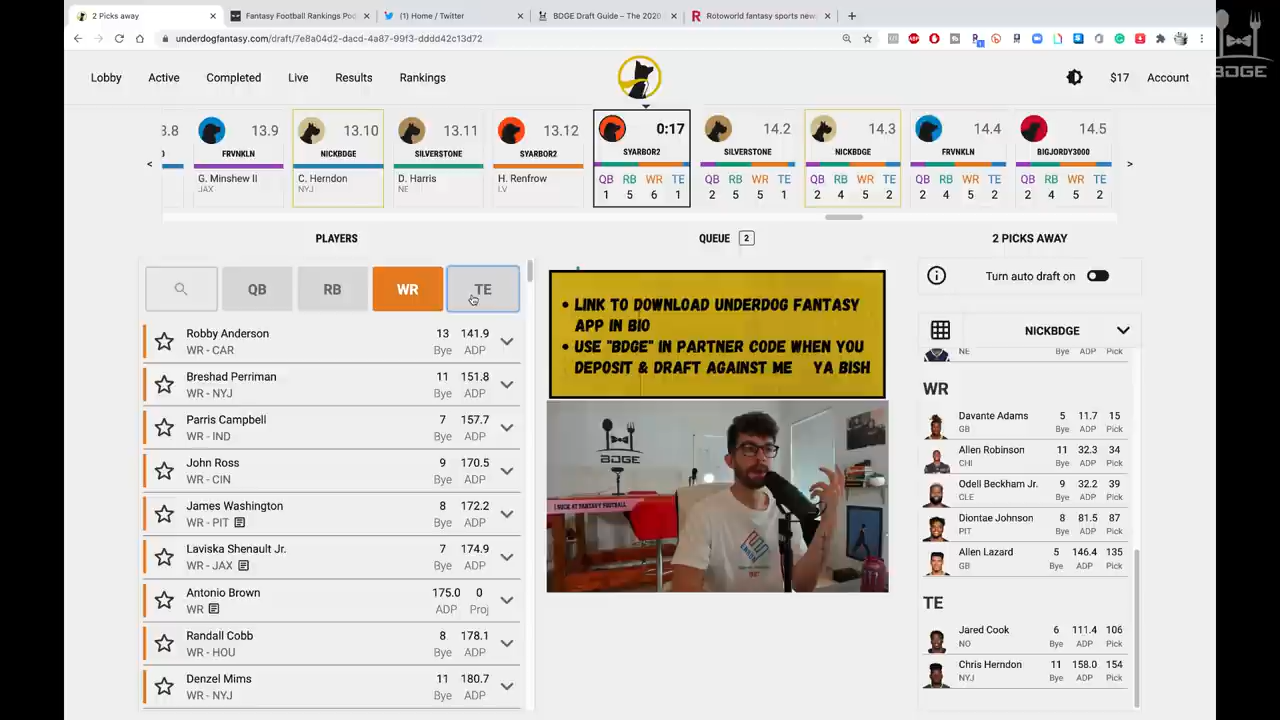 2 Picks away
Fantasy Football Rankings Pod
(1) Home / Twitter
BDGE Draft Guide – The 2020
Rotoworld fantasy sports news
underdogfantasy.com/draft/7e8a04d2-dacd-4a87-99f3-dddd42c13d72
BDGE
Lobby
Active
Completed
Live
Results
Rankings
$17
Account
3.8
13.9
FRVNKLN
G. Minshew II
JAX
13.10
NICKBDGE
C. Herndon
NYJ
13.11
SILVERSTONE
D. Harris
NE
13.12
SYARBOR2
H. Renfrow
LV
0:17
SYARBOR2
QB RB WR TE
1 5 6 1
14.2
SILVERSTONE
QB RB WR TE
2 5 5 1
14.3
NICKBDGE
QB RB WR TE
2 4 5 2
14.4
FRVNKLN
QB RB WR TE
2 4 5 2
14.5
BIGJORDY3000
QB RB WR TE
2 4 5 2
<
>
PLAYERS
QB
RB
WR
TE
Robby Anderson 13 141.9
WR - CAR Bye ADP
Breshad Perriman 11 151.8
WR - NYJ Bye ADP
Parris Campbell 7 157.7
WR - IND Bye ADP
John Ross 9 170.5
WR - CIN Bye ADP
James Washington 8 172.2
WR - PIT Bye ADP
Laviska Shenault Jr. 7 174.9
WR - JAX Bye ADP
Antonio Brown 175.0 0
WR ADP Proj
Randall Cobb 8 178.1
WR - HOU Bye ADP
Denzel Mims 11 180.7
WR - NYJ Bye ADP
QUEUE 2
• LINK TO DOWNLOAD UNDERDOG FANTASY
APP IN BIO
• USE "BDGE" IN PARTNER CODE WHEN YOU
DEPOSIT & DRAFT AGAINST ME YA BISH
BDGE
I SUCK AT FANTASY FOOTBALL
2 PICKS AWAY
Turn auto draft on
NICKBDGE
NE Bye ADP Pick
WR
Davante Adams 5 11.7 15
GB Bye ADP Pick
Allen Robinson 11 32.3 34
CHI Bye ADP Pick
Odell Beckham Jr. 9 32.2 39
CLE Bye ADP Pick
Diontae Johnson 8 81.5 87
PIT Bye ADP Pick
Allen Lazard 5 146.4 135
GB Bye ADP Pick
TE
Jared Cook 6 111.4 106
NO Bye ADP Pick
Chris Herndon 11 158.0 154
NYJ Bye ADP Pick